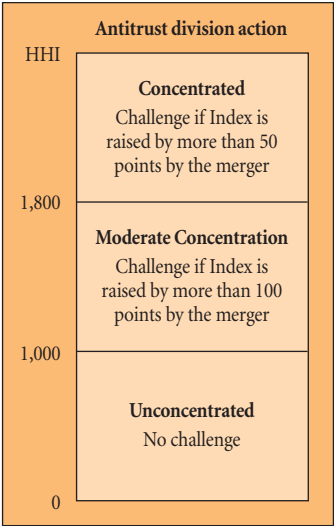 Antitrust division action
HHI
Concentrated
Challenge if Index is
raised by more than 50
points by the merger
1,800
Moderate Concentration
Challenge if Index is
raised by more than 100
points by the merger
1,000
Unconcentrated
No challenge
0